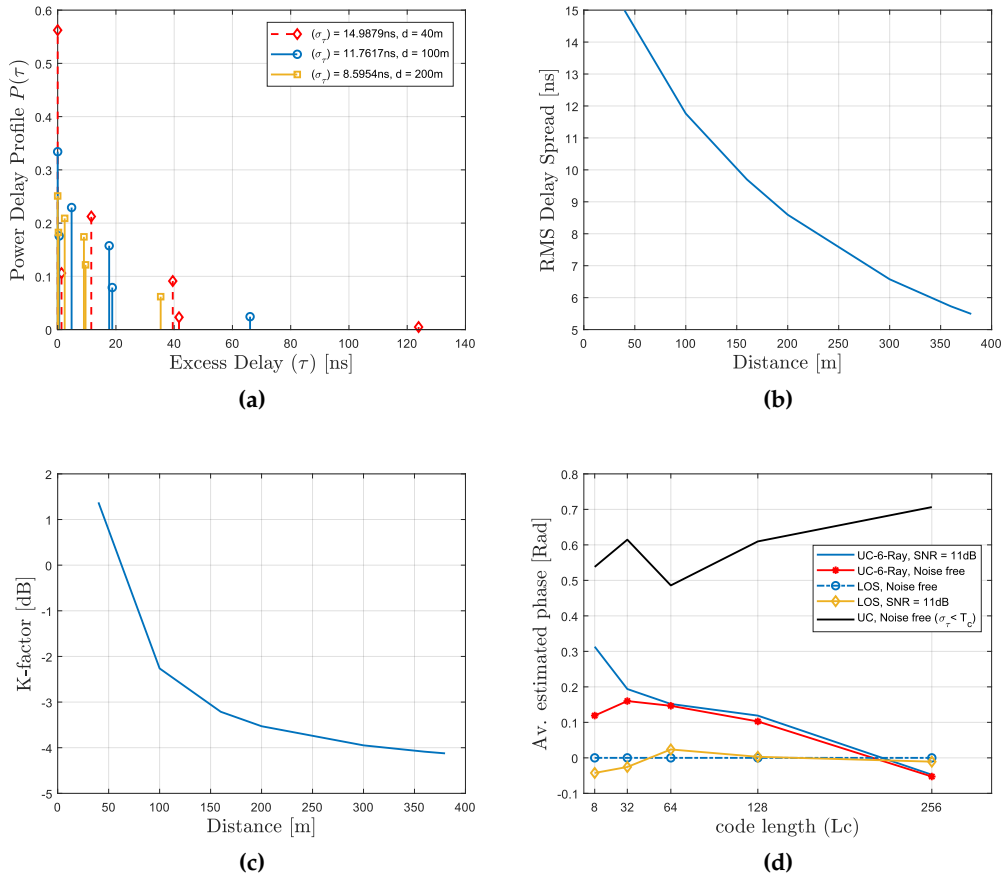 0.6
0.5
0.4
0.3
0.2
0.1
0
0 20 40 60 80 100 120 140
Power Delay Profile P(τ)
Excess Delay (τ) [ns]
(σ_τ) = 14.9879ns, d = 40m
(σ_τ) = 11.7617ns, d = 100m
(σ_τ) = 8.5954ns, d = 200m
(a)
15
14
13
12
11
10
9
8
7
6
5
0 50 100 150 200 250 300 350 400
RMS Delay Spread [ns]
Distance [m]
(b)
2
1
0
-1
-2
-3
-4
-5
0 50 100 150 200 250 300 350 400
K-factor [dB]
Distance [m]
(c)
0.8
0.7
0.6
0.5
0.4
0.3
0.2
0.1
0
-0.1
8 32 64 128 256
Av. estimated phase [Rad]
code length (Lc)
UC-6-Ray, SNR = 11dB
UC-6-Ray, Noise free
LOS, Noise free
LOS, SNR = 11dB
UC, Noise free (σ_τ < T_c)
(d)